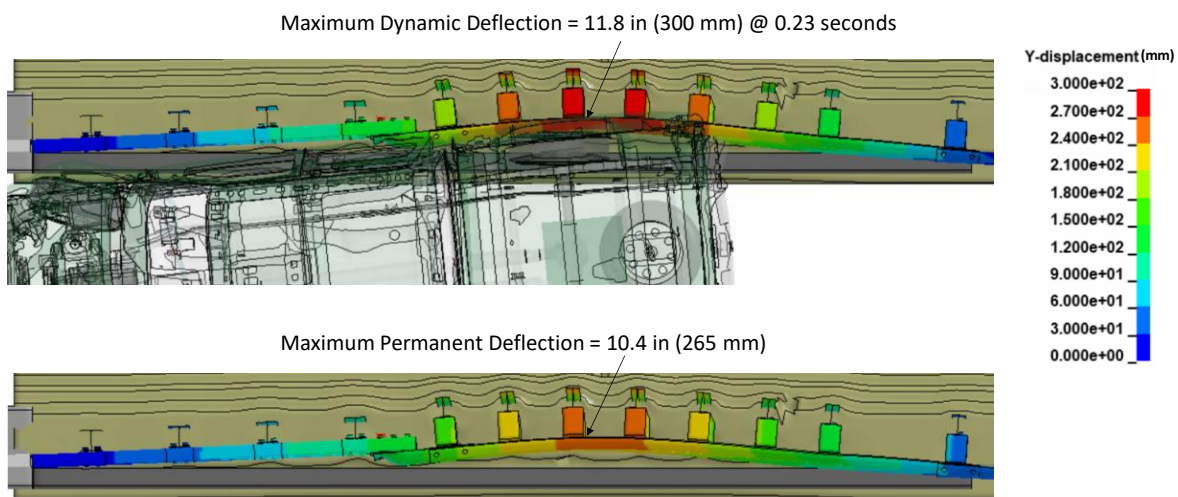 Maximum Dynamic Deflection = 11.8 in (300 mm) @ 0.23 seconds
Y-displacement (mm)
3.000e+02
2.700e+02
2.400e+02
2.100e+02
1.800e+02
1.500e+02
1.200e+02
9.000e+01
6.000e+01
3.000e+01
0.000e+00
Maximum Permanent Deflection = 10.4 in (265 mm)